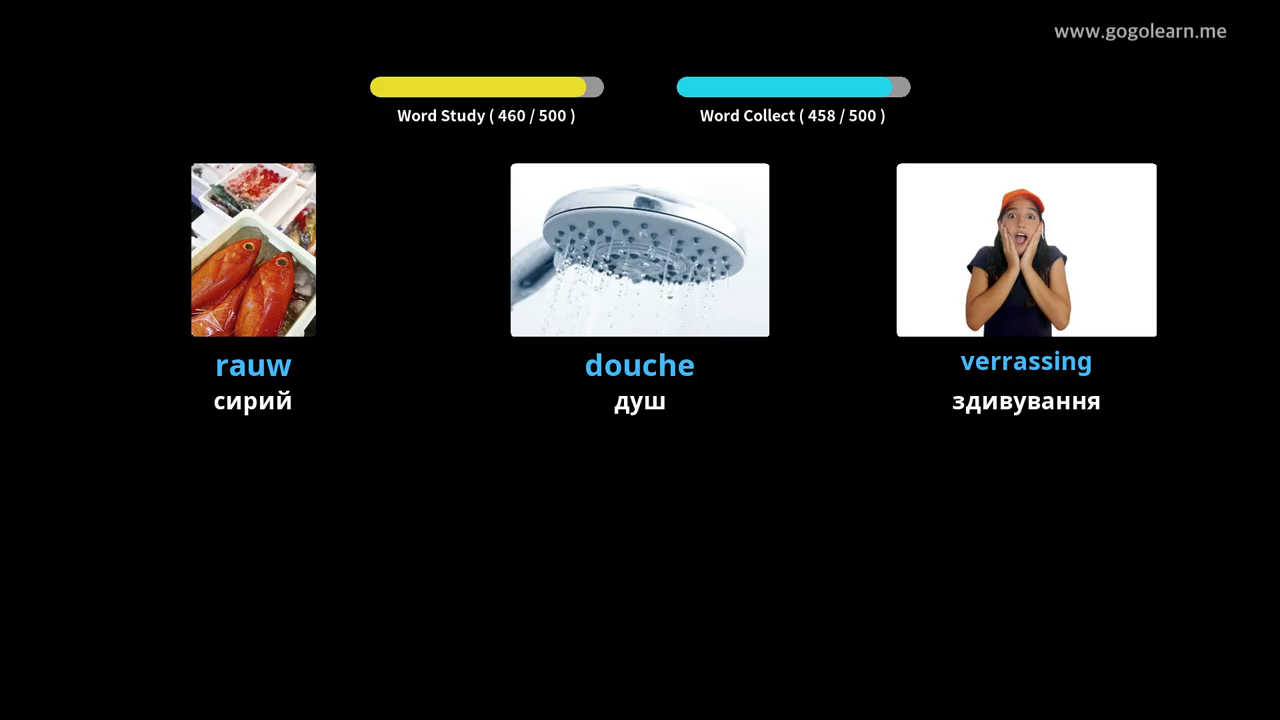 www.gogolearn.me
Word Study ( 460 / 500 )
Word Collect ( 458 / 500 )
rauw
сирий
douche
душ
verrassing
здивування